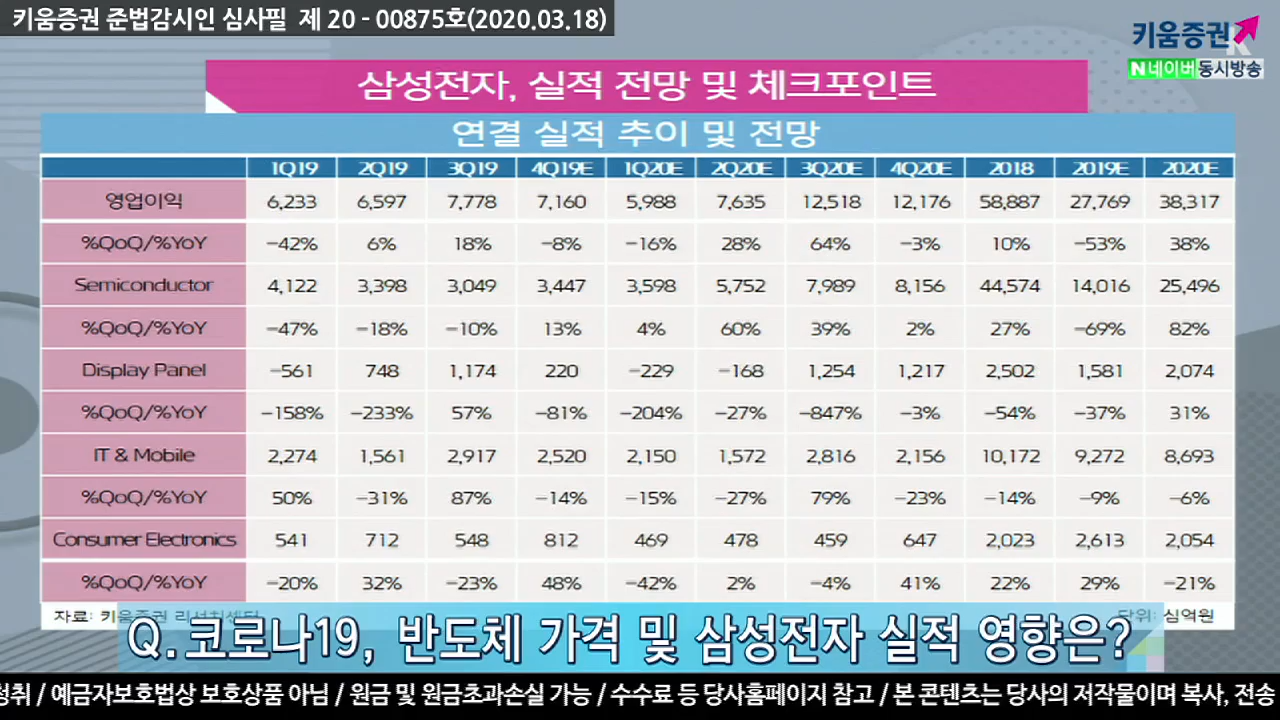 키움증권 준법감시인 심사필 제 20 - 00875호(2020.03.18)
키움증권
K
N 네이버 동시방송
삼성전자, 실적 전망 및 체크포인트
연결 실적 추이 및 전망
1Q19 2Q19 3Q19 4Q19E 1Q20E 2Q20E 3Q20E 4Q20E 2018 2019E 2020E
영업이익 6,233 6,597 7,778 7,160 5,988 7,635 12,518 12,176 58,887 27,769 38,317
%QoQ/%YoY −42% 6% 18% −8% −16% 28% 64% −3% 10% −53% 38%
Semiconductor 4,122 3,398 3,049 3,447 3,598 5,752 7,989 8,156 44,574 14,016 25,496
%QoQ/%YoY −47% −18% −10% 13% 4% 60% 39% 2% 27% −69% 82%
Display Panel −561 748 1,174 220 −229 −168 1,254 1,217 2,502 1,581 2,074
%QoQ/%YoY −158% −233% 57% −81% −204% −27% −847% −3% −54% −37% 31%
IT & Mobile 2,274 1,561 2,917 2,520 2,150 1,572 2,816 2,156 10,172 9,272 8,693
%QoQ/%YoY 50% −31% 87% −14% −15% −27% 79% −23% −14% −9% −6%
Consumer Electronics 541 712 548 812 469 478 459 647 2,023 2,613 2,054
%QoQ/%YoY −20% 32% −23% 48% −42% 2% −4% 41% 22% 29% −21%
자료: 키움증권 리서치센터 단위: 십억원
Q. 코로나19, 반도체 가격 및 삼성전자 실적 영향은?
청취 / 예금자보호법상 보호상품 아님 / 원금 및 원금초과손실 가능 / 수수료 등 당사홈페이지 참고 / 본 콘텐츠는 당사의 저작물이며 복사, 전송